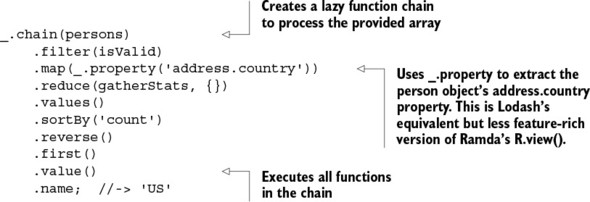 Creates a lazy function chain
to process the provided array
_.chain(persons)
.filter(isValid)
.map(_.property('address.country'))
.reduce(gatherStats, {})
.values()
.sortBy('count')
.reverse()
.first()
.value()
.name;  //-> 'US'
Uses _.property to extract the
person object's address.country
property. This is Lodash's
equivalent but less feature-rich
version of Ramda's R.view().
Executes all functions
in the chain